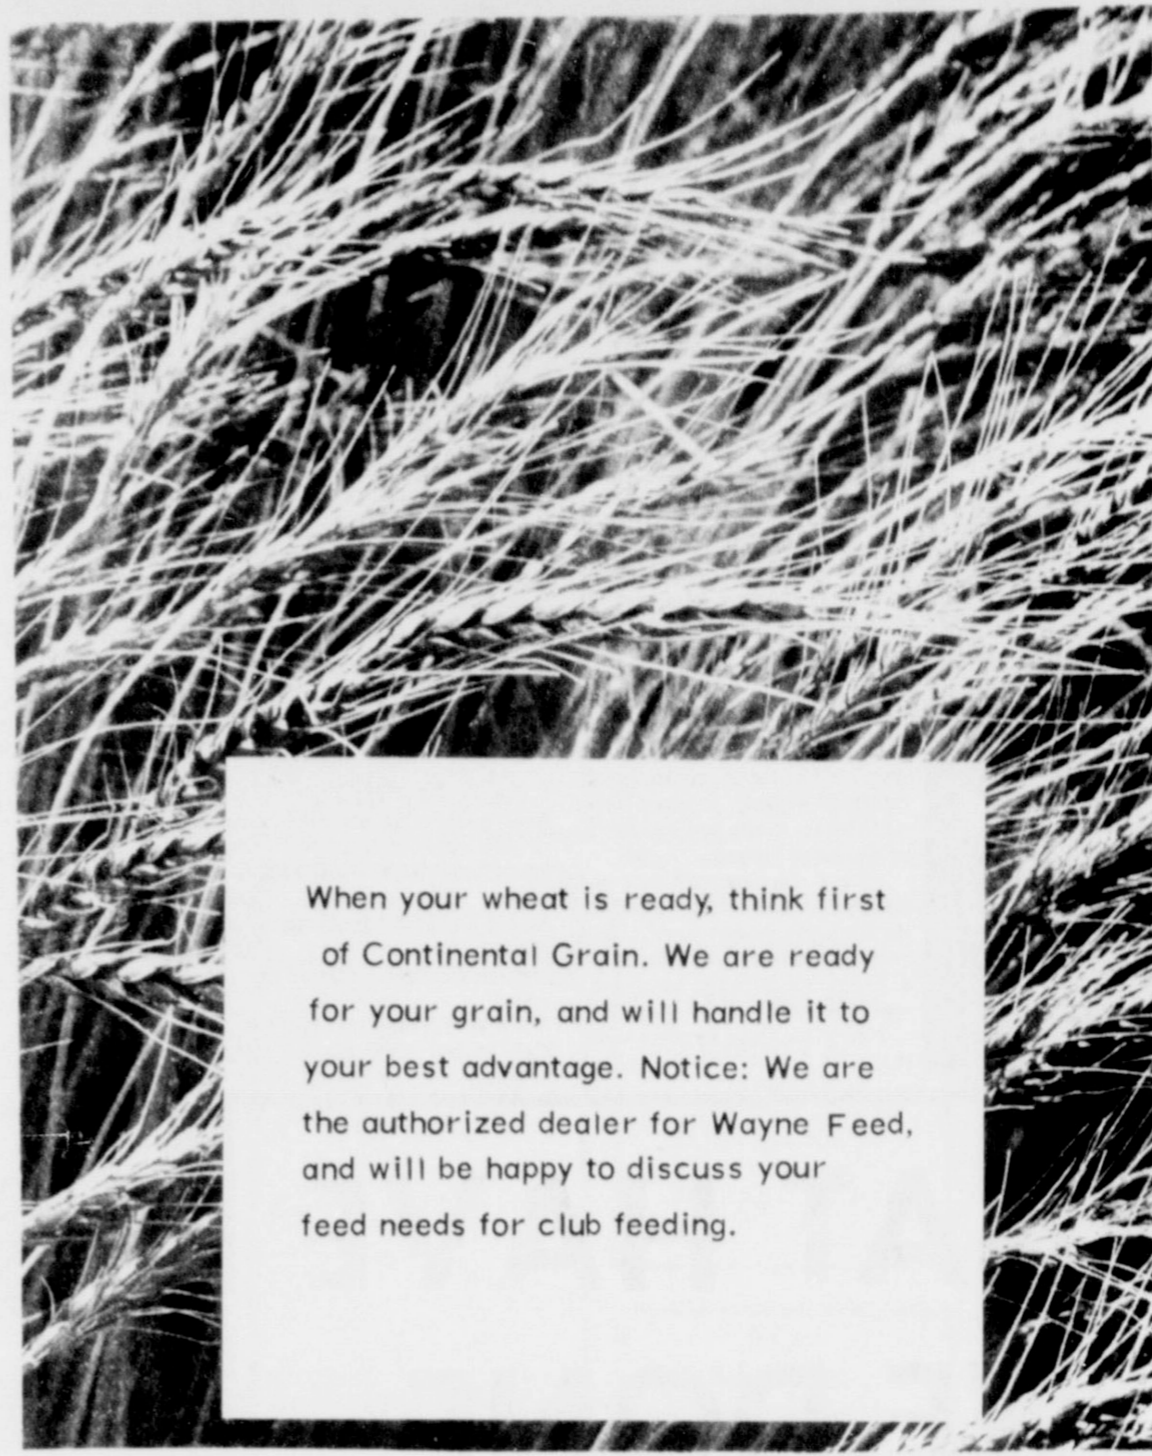 When your wheat is ready, think first
of Continental Grain. We are ready
for your grain, and will handle it to
your best advantage. Notice: We are
the authorized dealer for Wayne Feed,
and will be happy to discuss your
feed needs for club feeding.